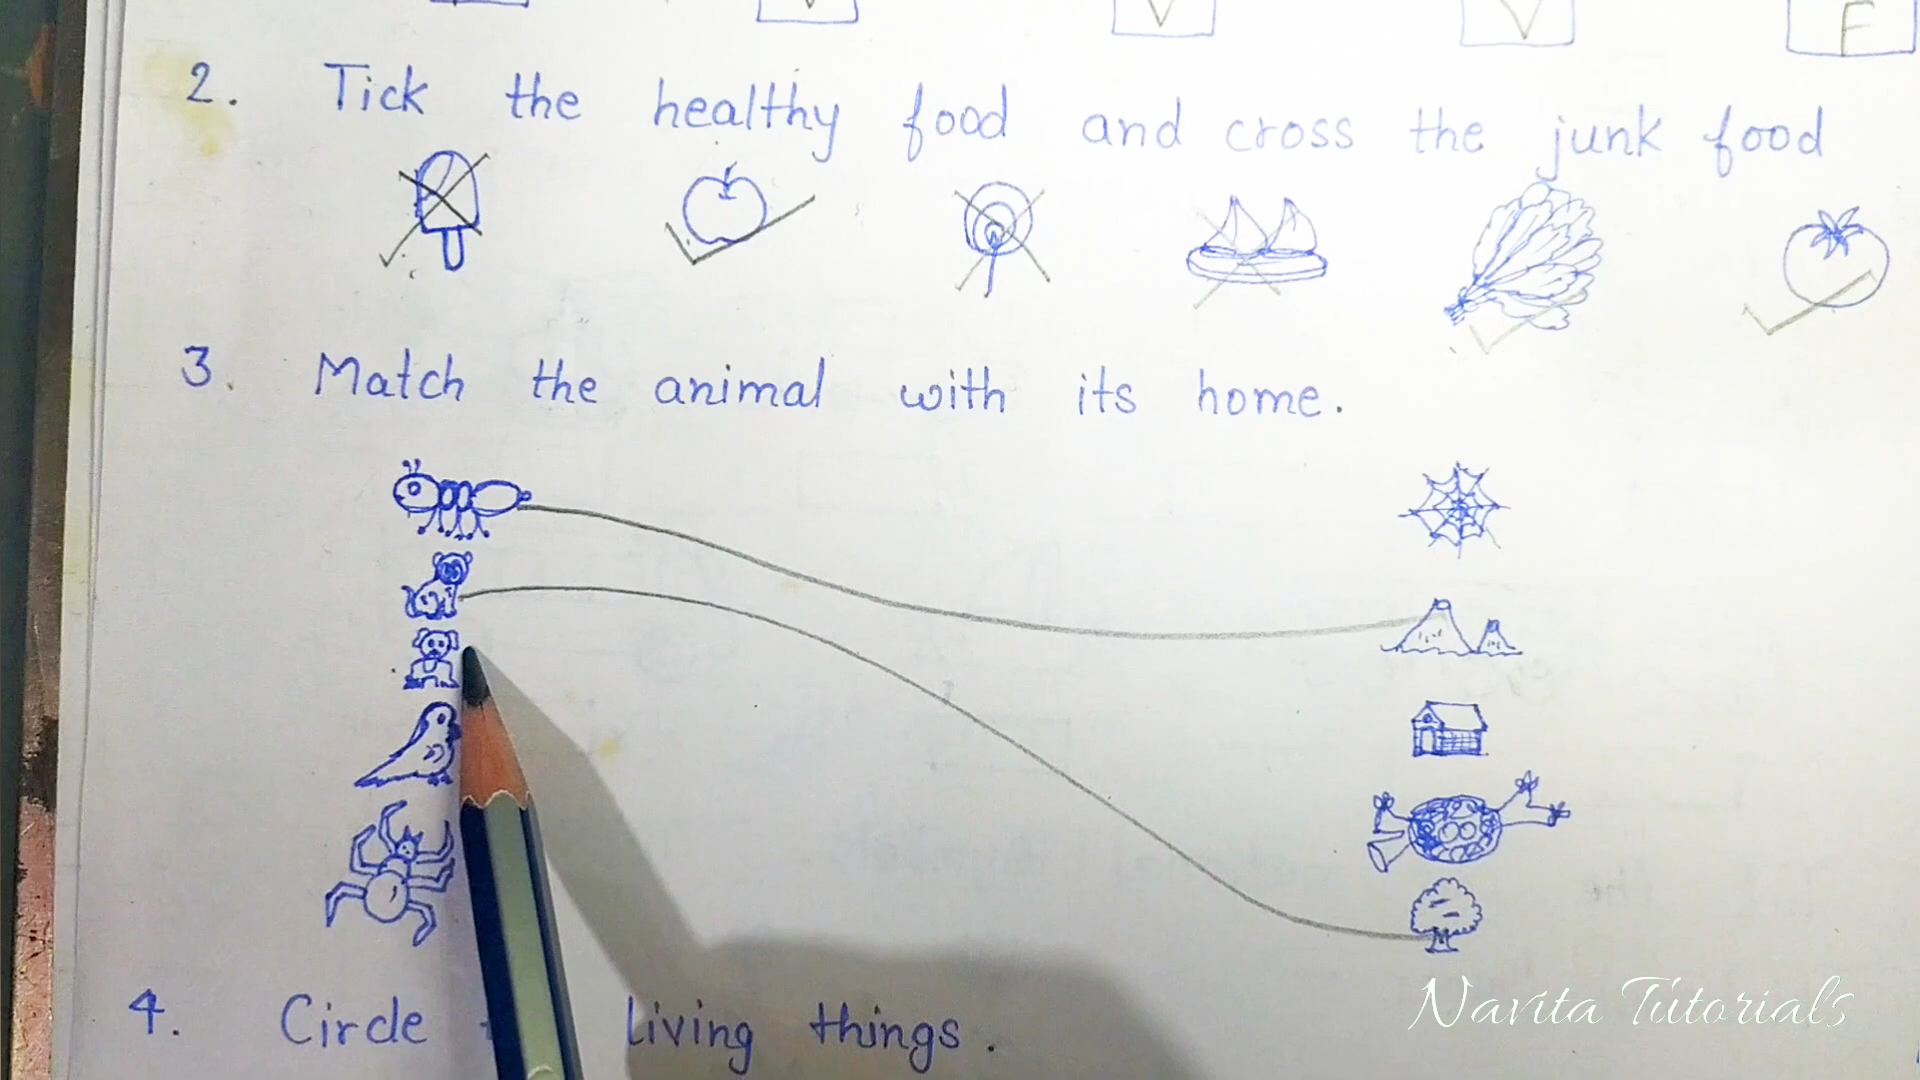 V V V F
2. Tick the healthy food and cross the junk food
3. Match the animal with its home.
4. Circle living things.
Navita Tutorials